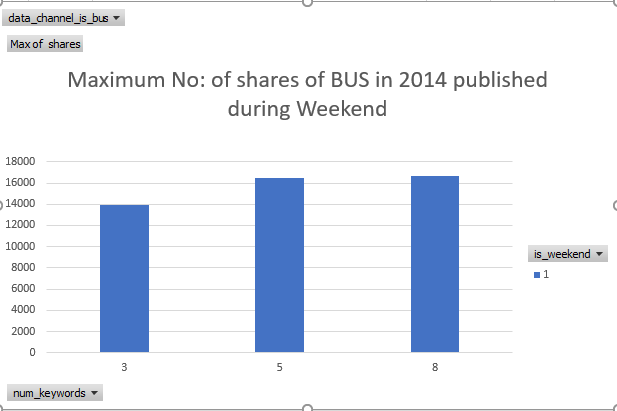 data_channel_is_bus
Max of shares
Maximum No: of shares of BUS in 2014 published
during Weekend
18000
16000
14000
12000
10000
8000
6000
4000
2000
0
3 5 8
is_weekend
1
num_keywords